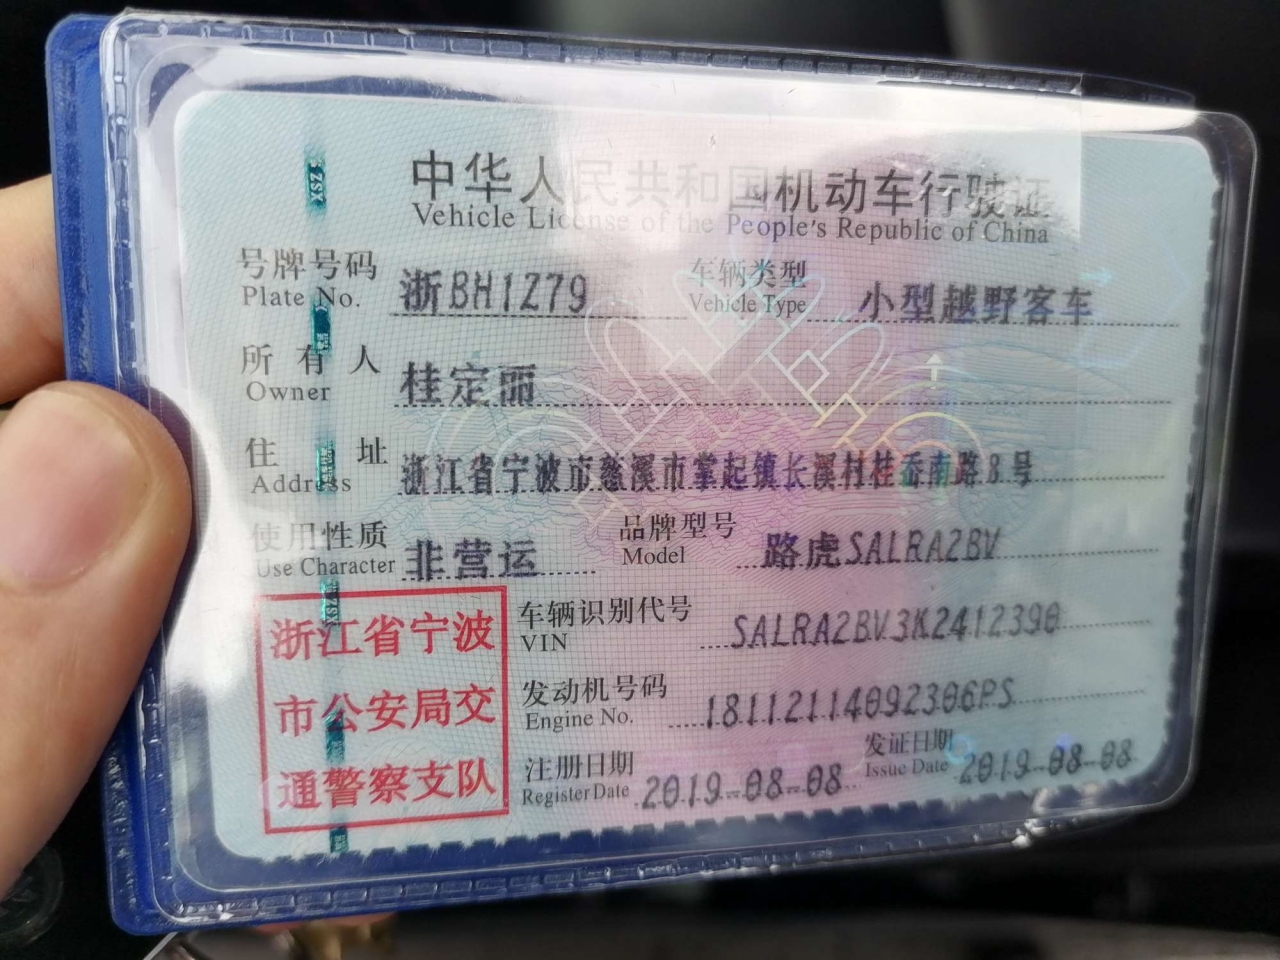 中华人民共和国机动车行驶证
Vehicle License of the People's Republic of China
号牌号码 浙BH1Z79 车辆类型 小型越野客车
Plate No. Vehicle Type
所有人 桂定丽
Owner
住址 浙江省宁波市慈溪市掌起镇长溪村桂岙南路8号
Address
使用性质 非营运 品牌型号 路虎SALRA2BV
Use Character Model
浙江省宁波
市公安局交
通警察支队
车辆识别代号 SALRA2BV3K2412390
VIN
发动机号码 18112114092306PS
Engine No.
注册日期 2019-08-08 发证日期 2019-08-08
Register Date Issue Date